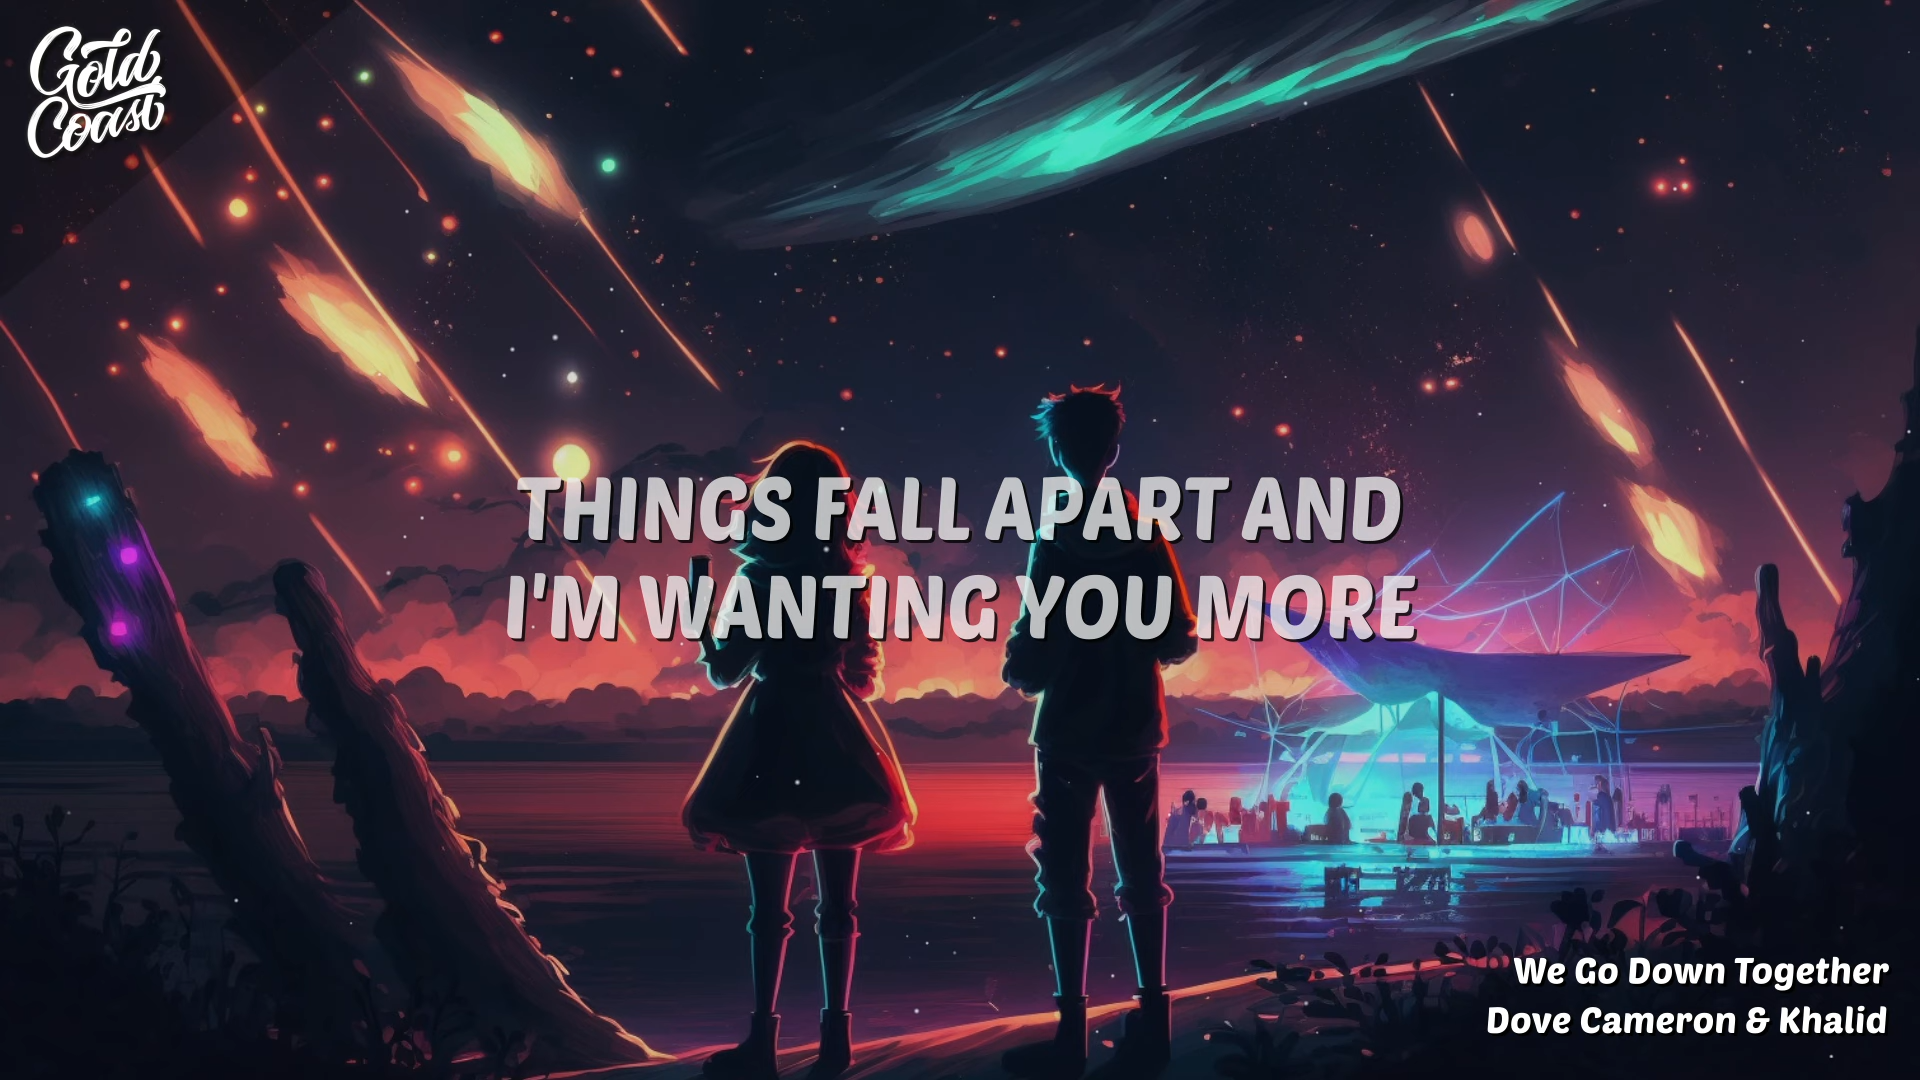 Gold
Coast
THINGS FALL APART AND
I'M WANTING YOU MORE
We Go Down Together
Dove Cameron & Khalid